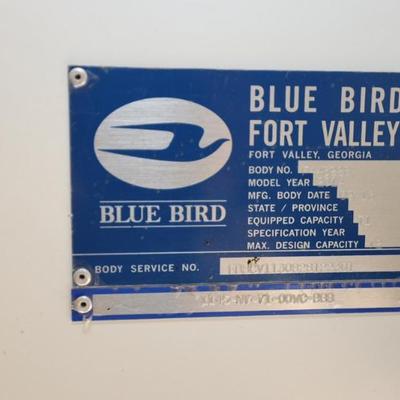 BLUE BIRD
FORT VALLEY
FORT VALLEY, GEORGIA
BODY NO.
MODEL YEAR
MFG. BODY DATE
STATE / PROVINCE
EQUIPPED CAPACITY
SPECIFICATION YEAR
MAX. DESIGN CAPACITY
BLUE BIRD
BODY SERVICE NO.